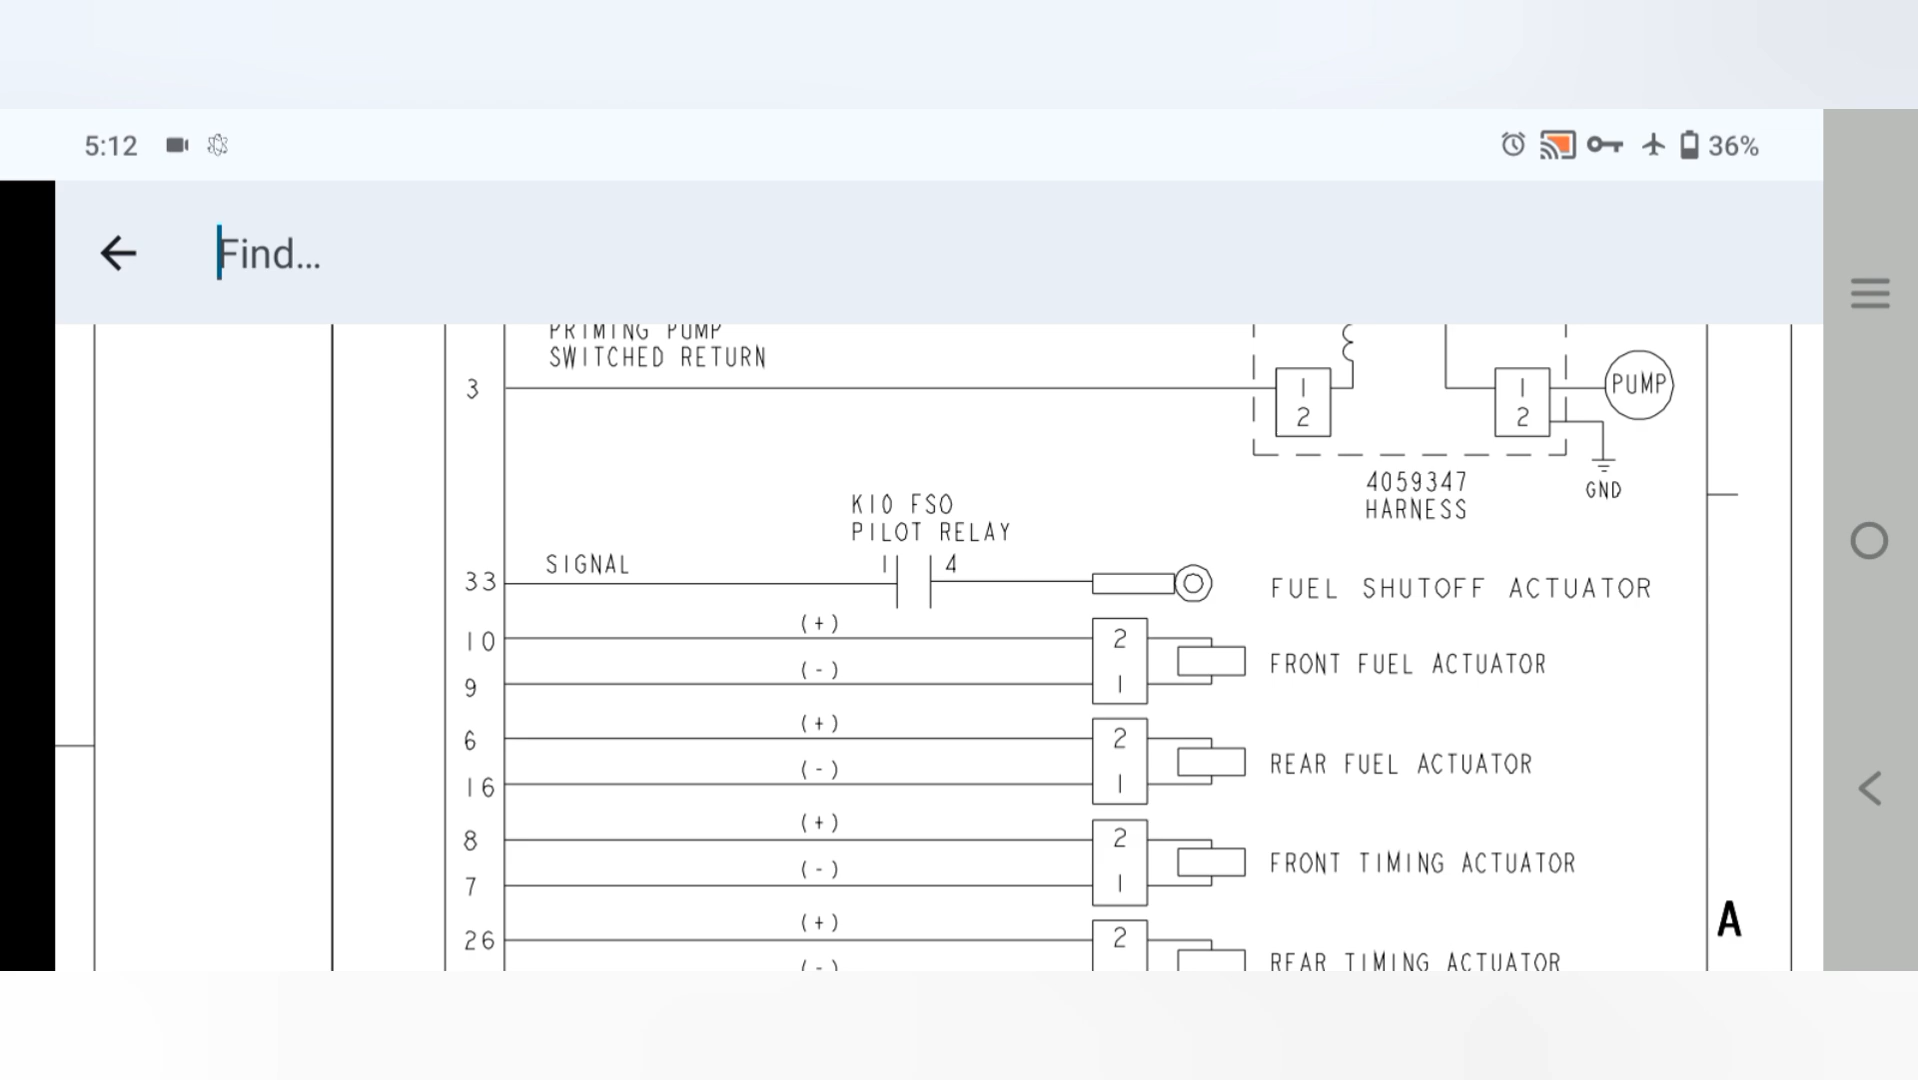 5:12
36%
Find...
PRIMING PUMP
SWITCHED RETURN
3
1
2
1
2
PUMP
4059347
HARNESS
GND
K10 FSO
PILOT RELAY
33
SIGNAL
1
4
FUEL SHUTOFF ACTUATOR
10
(+)
2
FRONT FUEL ACTUATOR
9
(-)
1
6
(+)
2
REAR FUEL ACTUATOR
16
(-)
1
8
(+)
2
FRONT TIMING ACTUATOR
7
(-)
1
A
26
(+)
2
(-)
REAR TIMING ACTUATOR